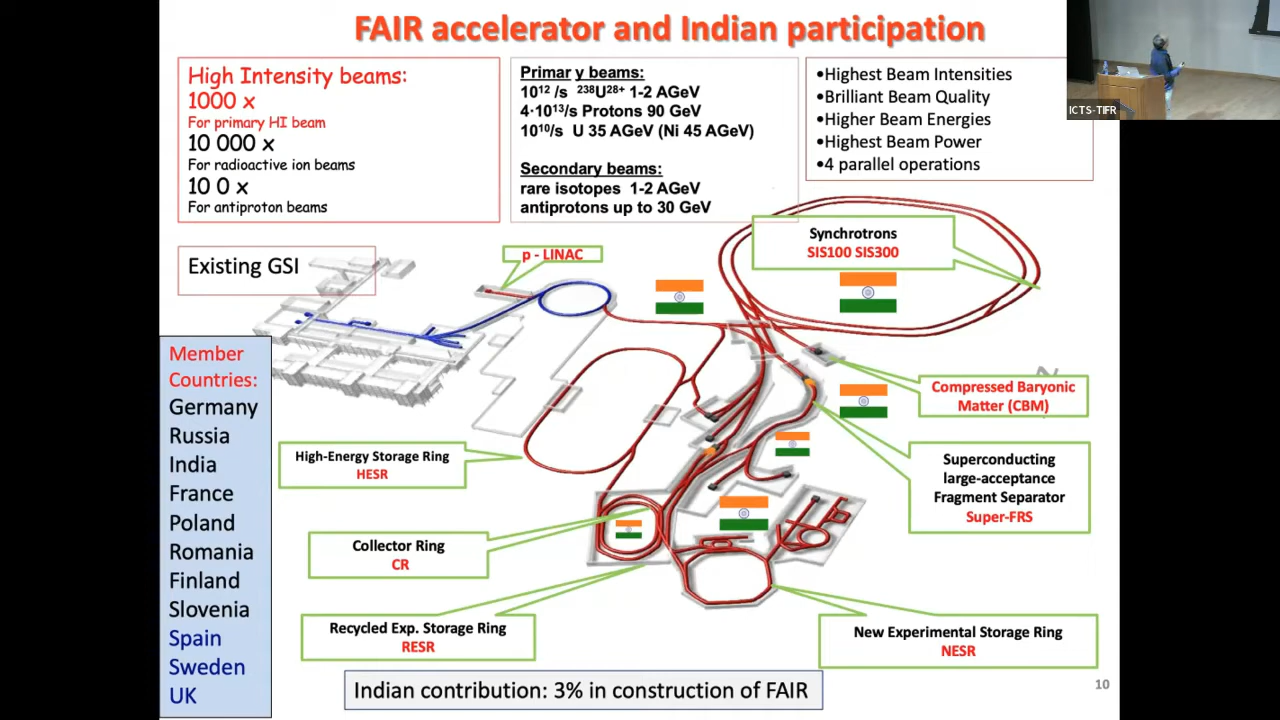 FAIR accelerator and Indian participation
High Intensity beams:
1000 x
For primary HI beam
10 000 x
For radioactive ion beams
10 0 x
For antiproton beams
Primar y beams:
10¹² /s ²³⁸U²⁸⁺ 1-2 AGeV
4·10¹³/s Protons 90 GeV
10¹⁰/s U 35 AGeV (Ni 45 AGeV)
Secondary beams:
rare isotopes 1-2 AGeV
antiprotons up to 30 GeV
•Highest Beam Intensities
•Brilliant Beam Quality
•Higher Beam Energies
•Highest Beam Power
•4 parallel operations
ICTS-TIFR
Existing GSI
p - LINAC
Synchrotrons
SIS100 SIS300
Member
Countries:
Germany
Russia
India
France
Poland
Romania
Finland
Slovenia
Spain
Sweden
UK
Compressed Baryonic
Matter (CBM)
High-Energy Storage Ring
HESR
Superconducting
large-acceptance
Fragment Separator
Super-FRS
Collector Ring
CR
Recycled Exp. Storage Ring
RESR
New Experimental Storage Ring
NESR
Indian contribution: 3% in construction of FAIR
10